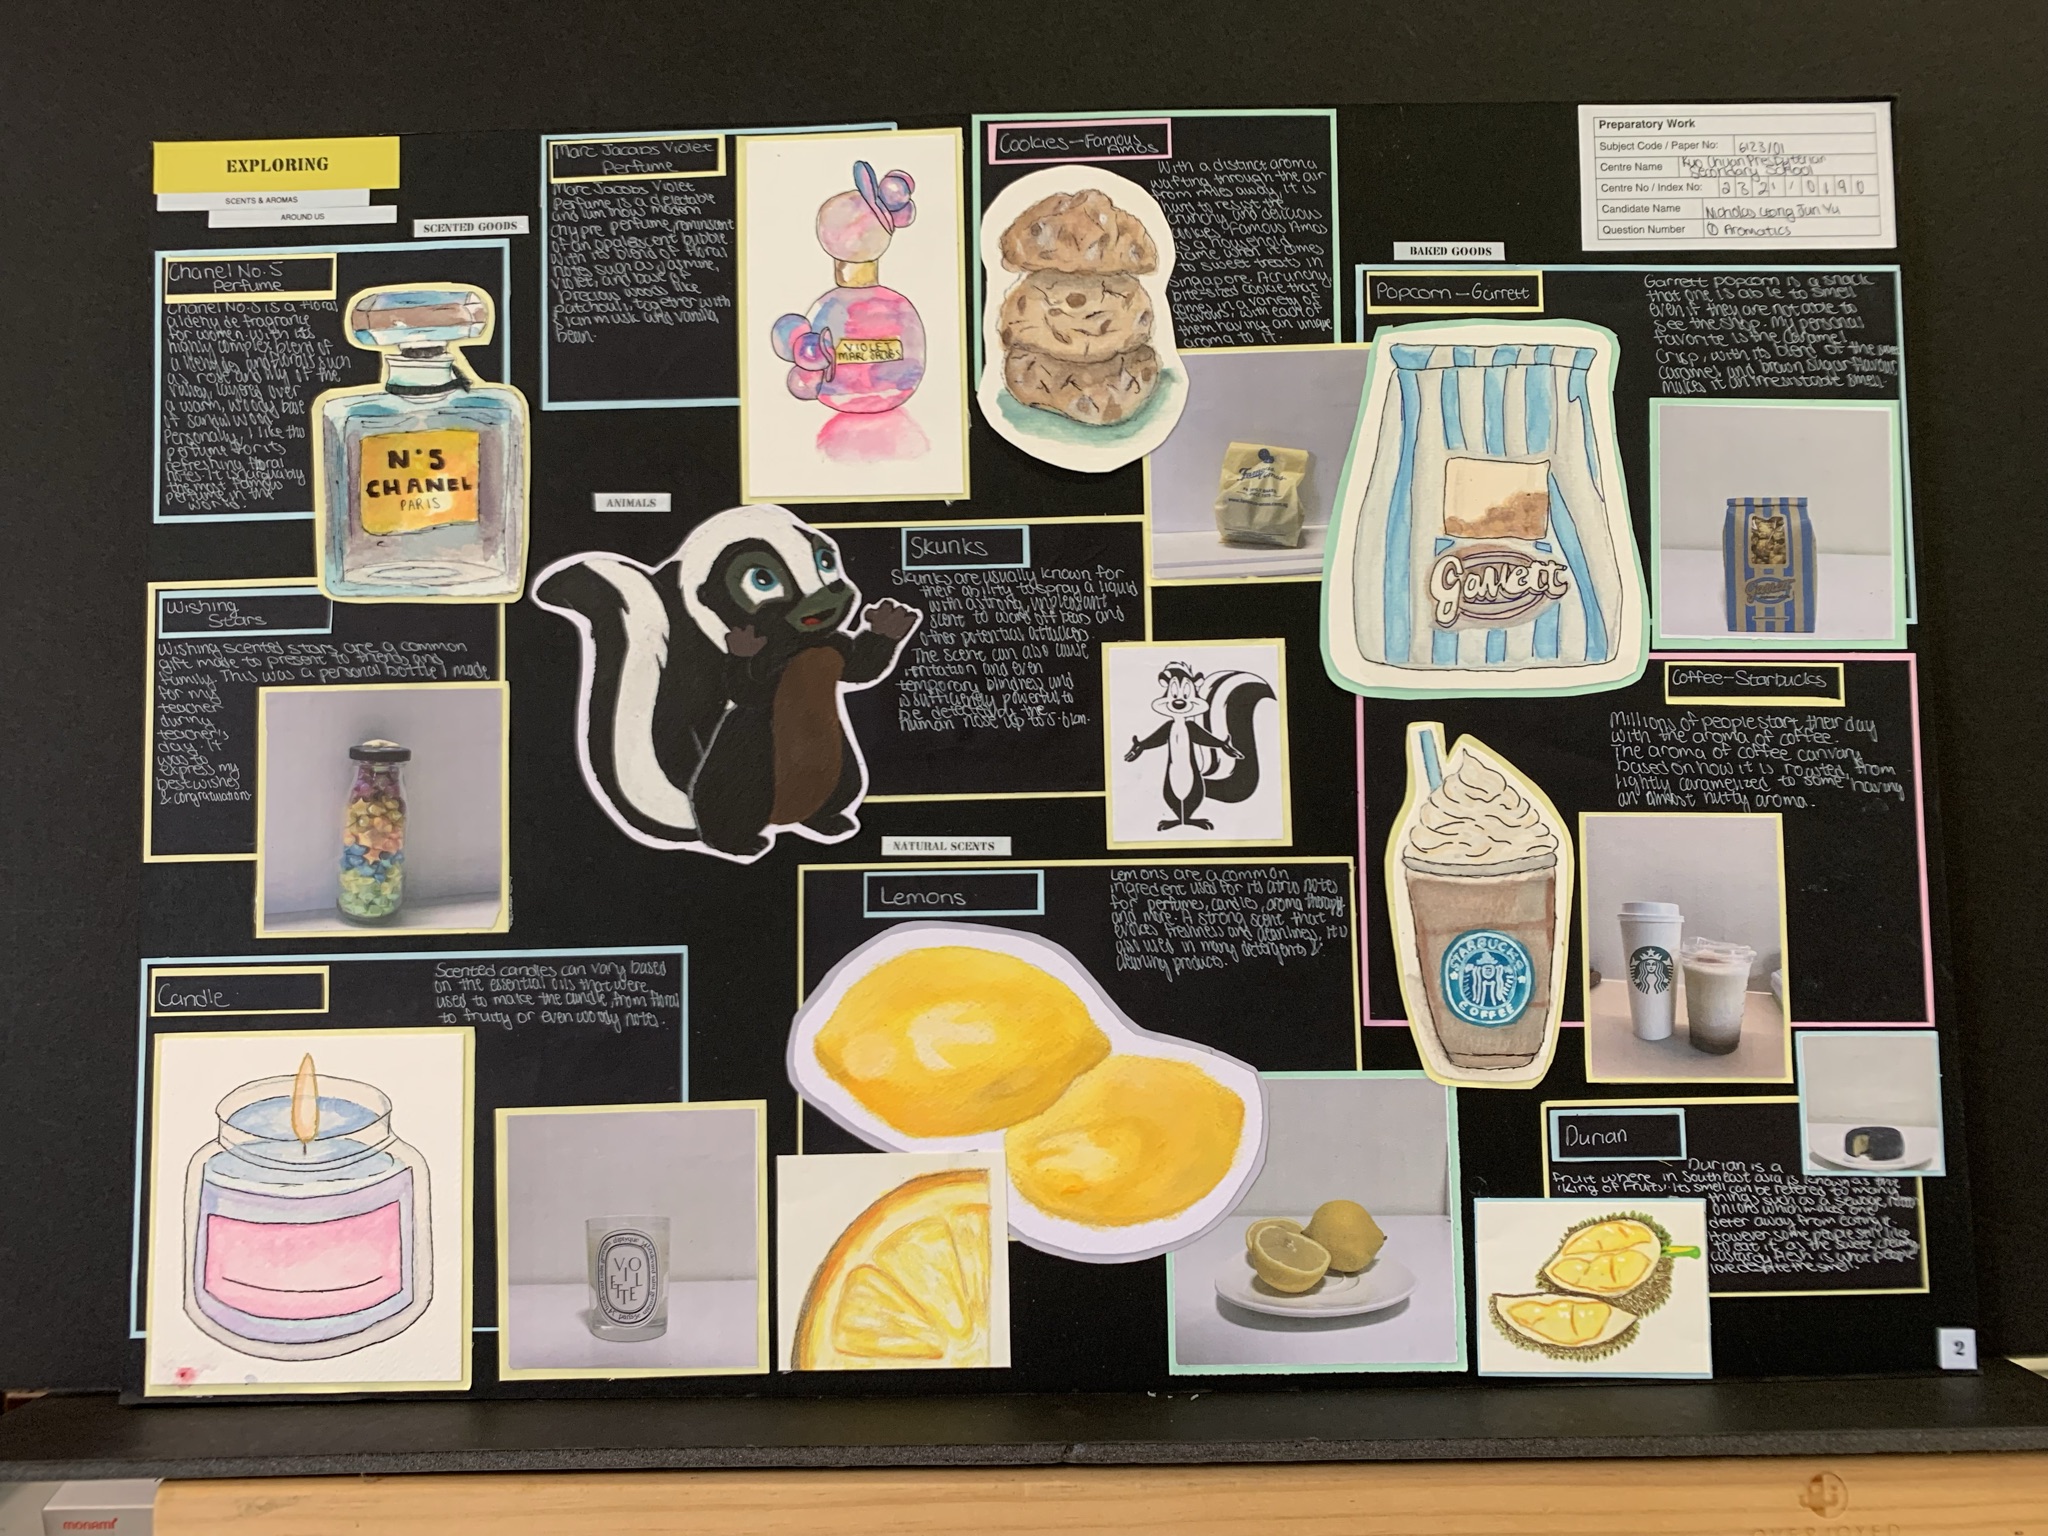 EXPLORING
SCENTS & AROMAS
AROUND US
SCENTED GOODS
Chanel No.5
Perfume
Chanel No.5 is a floral
aldehyde fragrance
for women with its
complex blend of
aldehydes and florals such
as rose and lily of the
valley, layered over
a warm, woody base
of sandalwood
Personally, I like this
perfume for its
refreshing floral
notes. It is arguably
the most famous
perfume in the
world.
N°5
CHANEL
PARIS
Marc Jacobs Violet
Perfume
Marc Jacobs Violet
Perfume is a delectable
and luminous modern
chypre perfume reminiscent
of an opalescent bubble.
With its blend of floral
notes such as jasmine,
violet, and base
precious woods like
patchouli, together with
skin musk and vanilla
bean.
VIOLET
MARC JACOBS
Cookies-Famous
Amos
With a distinct aroma
wafting through the air
from miles away, it is
hard to resist the
crunchy and delicious
cookies. Famous Amos
is a household
name when it comes
to sweet treats in
Singapore. A crunchy,
bite-sized cookie that
comes in a variety of
flavours, with each of
them having an unique
aroma to it.
Famous
Amos
Preparatory Work
Subject Code / Paper No: 6123/01
Centre Name Kuo Chuan Presbyterian
Secondary School
Centre No / Index No: 3 2 1 / 0 1 9 0
Candidate Name Nicholas Leong Jun Yu
Question Number ① Aromatics
BAKED GOODS
Popcorn-Garrett
Garrett popcorn is a snack
that one is able to smell
even if they are not able to
see the shop. My personal
favorite is the caramel
crisp, with its blend of the
caramel and brown sugar flavour,
makes it an irresistable smell.
Garrett
Garrett
ANIMALS
Skunks
Skunks are usually known for
their ability to spray a liquid
with a strong, unpleasant
scent to ward off bears and
other potential attackers.
The scent can also cause
irritation and even
temporary blindness and
is sufficiently powerful to
be detected by the
human nose up to 5.6km.
Wishing
Stars
Wishing scented stars are a common
gift made to present to friends and
family. This was a personal bottle I made
for my
teacher
during
teacher's
day. It
was to
express my
best wishes
& congratulations
Coffee-Starbucks
Millions of people start their day
with the aroma of coffee.
The aroma of coffee can vary
based on how it is roasted, from
lightly caramelized to some having
an almost nutty aroma.
STARBUCKS
COFFEE
NATURAL SCENTS
Lemons
Lemons are a common
ingredient used for its citrus notes
for perfumes, candles, aroma therapy
and more. A strong scent that
evokes freshness and cleanliness, it is
also used in many detergents &
cleaning products.
Candle
Scented candles can vary based
on the essential oils that were
used to make the candle, from floral
to fruity or even woody notes.
diptyque
VIOLETTE
Durian
Durian is a
fruit where in Southeast Asia is known as the
'King of Fruits'. Its smell can be refered to many
things such as a sewage,
onions which makes one
deter away from eating it.
However some people still like
to eat it as the sweet, creamy
custardy flesh is what people
love despite the smell.
2
monami